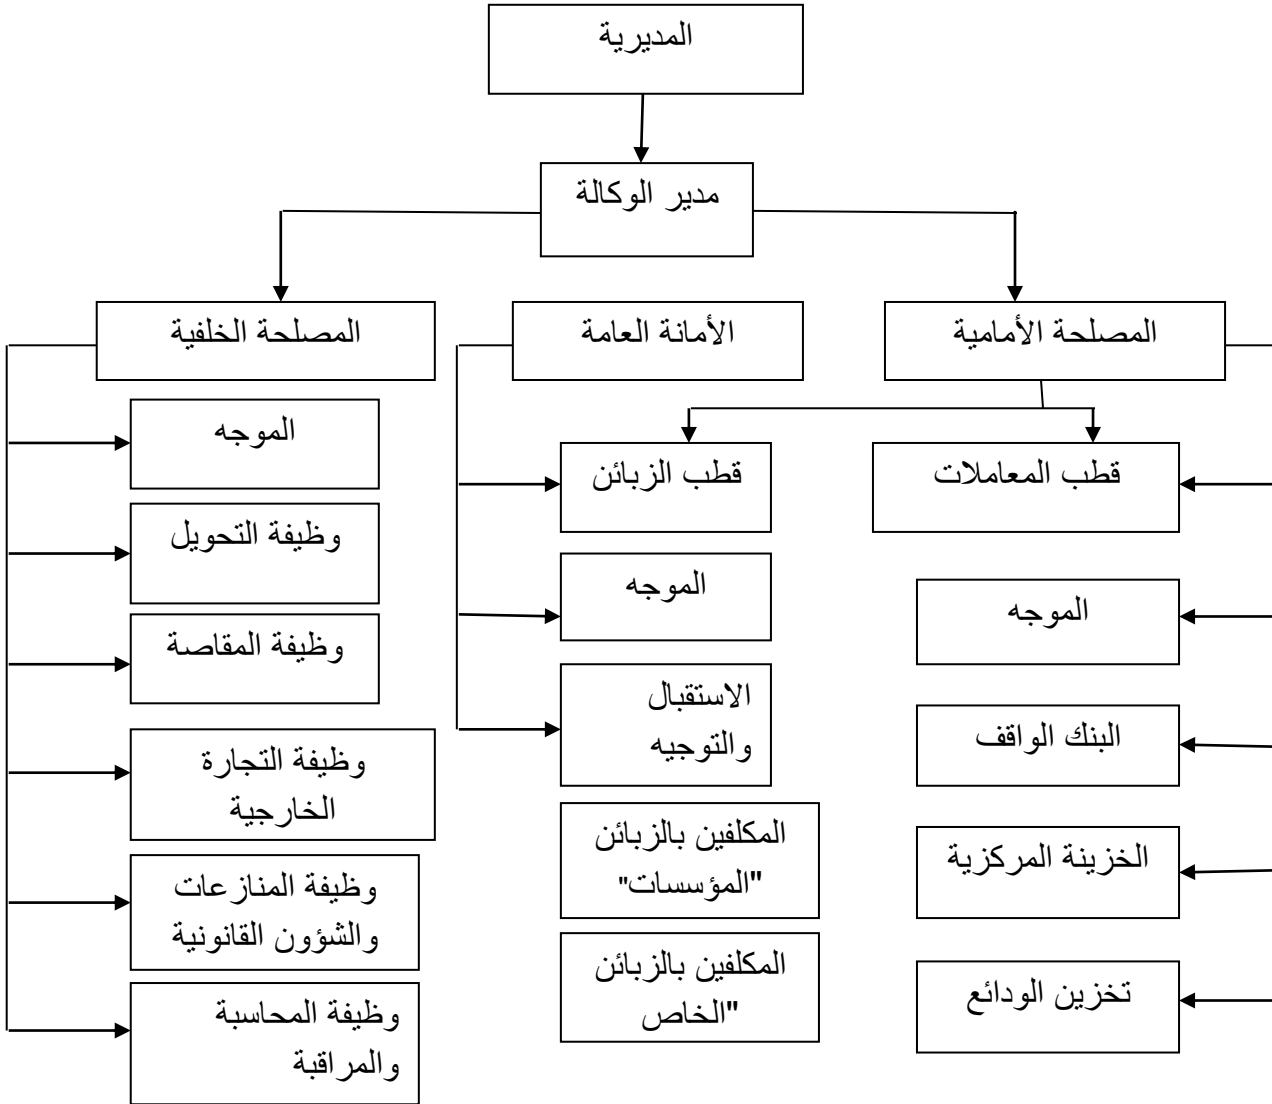 المديرية
مدير الوكالة
المصلحة الأمامية
الأمانة العامة
المصلحة الخلفية
قطب المعاملات
الموجه
البنك الواقف
الخزينة المركزية
تخزين الودائع
قطب الزبائن
الموجه
الاستقبال
والتوجيه
المكلفين بالزبائن
"المؤسسات"
المكلفين بالزبائن
"الخاص
الموجه
وظيفة التحويل
وظيفة المقاصة
وظيفة التجارة
الخارجية
وظيفة المنازعات
والشؤون القانونية
وظيفة المحاسبة
والمراقبة